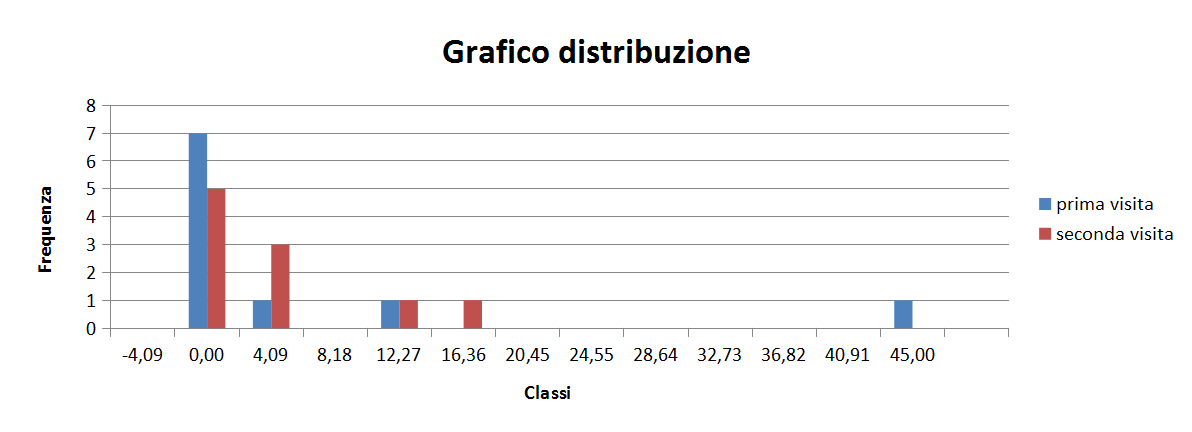 Grafico distribuzione
8
7
6
5
4
3
2
1
0
Frequenza
-4,09 0,00 4,09 8,18 12,27 16,36 20,45 24,55 28,64 32,73 36,82 40,91 45,00
Classi
prima visita
seconda visita